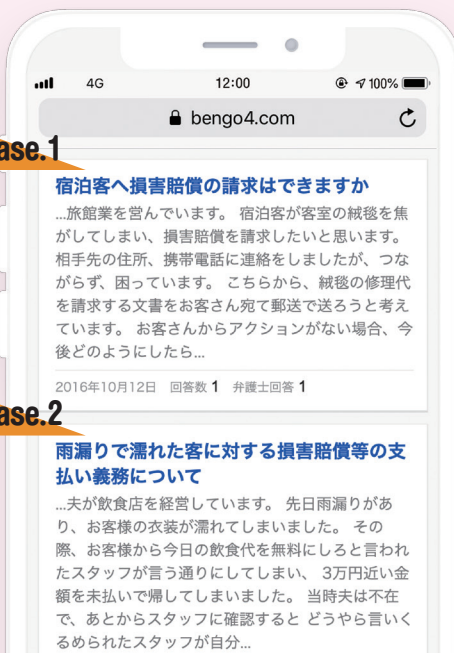 4G 12:00 100%
bengo4.com
ase.1
宿泊客へ損害賠償の請求はできますか
...旅館業を営んでいます。 宿泊客が客室の絨毯を焦
がしてしまい、損害賠償を請求したいと思います。
相手先の住所、携帯電話に連絡をしましたが、つな
がらず、困っています。 こちらから、絨毯の修理代
を請求する文書をお客さん宛て郵送で送ろうと考え
ています。 お客さんからアクションがない場合、今
後どのようにしたら...
2016年10月12日 回答数 1 弁護士回答 1
ase.2
雨漏りで濡れた客に対する損害賠償等の支
払い義務について
...夫が飲食店を経営しています。 先日雨漏りがあ
り、お客様の衣装が濡れてしまいました。 その
際、お客様から今日の飲食代を無料にしろと言われ
たスタッフが言う通りにしてしまい、 3万円近い金
額を未払いで帰してしまいました。 当時夫は不在
で、あとからスタッフに確認すると どうやら言いく
るめられたスタッフが自分...